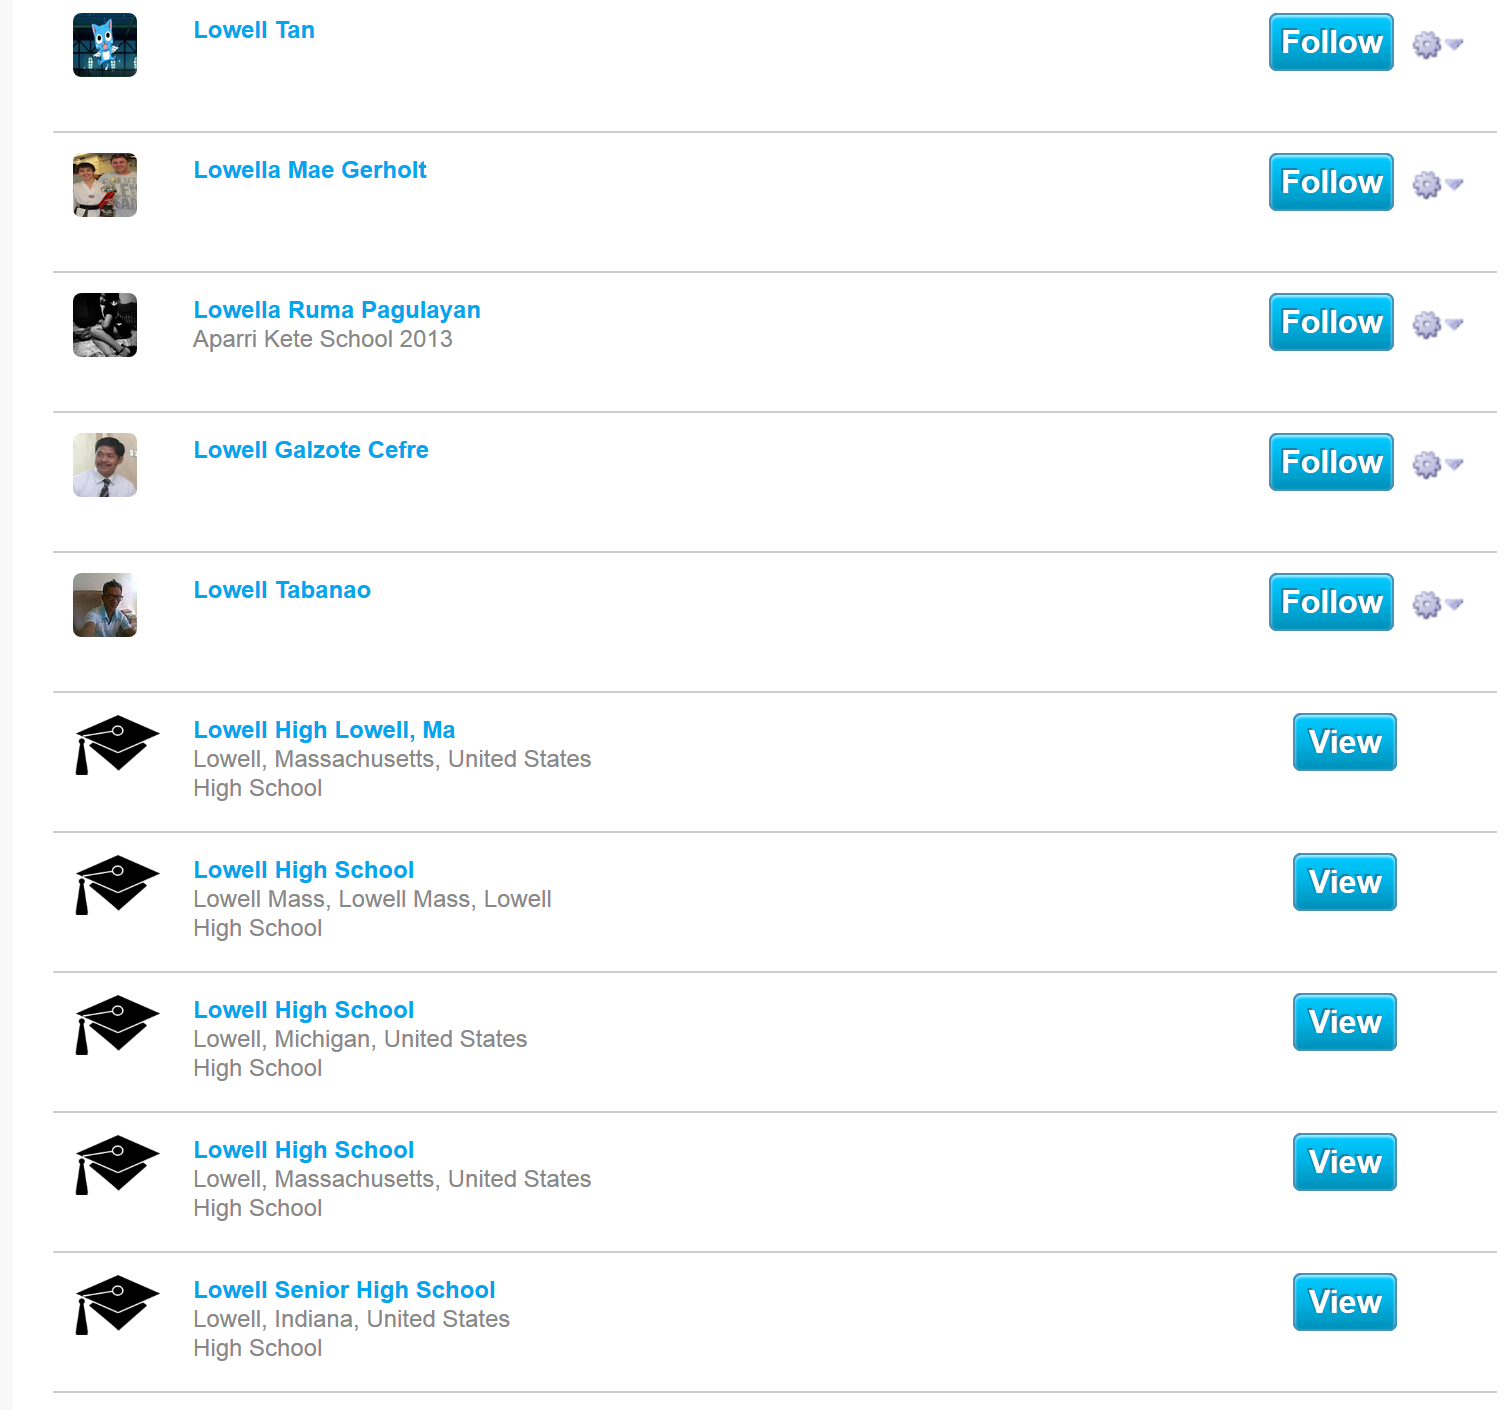 Lowell Tan
Follow
Lowella Mae Gerholt
Follow
Lowella Ruma Pagulayan
Aparri Kete School 2013
Follow
Lowell Galzote Cefre
Follow
Lowell Tabanao
Follow
Lowell High Lowell, Ma
Lowell, Massachusetts, United States
High School
View
Lowell High School
Lowell Mass, Lowell Mass, Lowell
High School
View
Lowell High School
Lowell, Michigan, United States
High School
View
Lowell High School
Lowell, Massachusetts, United States
High School
View
Lowell Senior High School
Lowell, Indiana, United States
High School
View